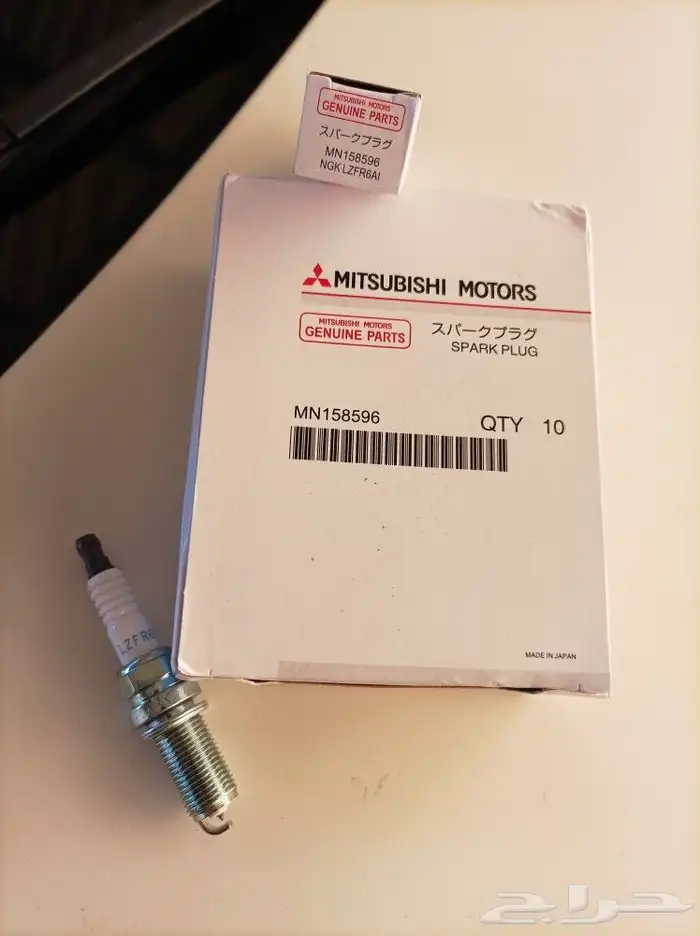 MITSUBISHI MOTORS
GENUINE PARTS
スパークプラグ
MN158596
NGK LZFR6AI
MITSUBISHI MOTORS
MITSUBISHI MOTORS
GENUINE PARTS
スパークプラグ
SPARK PLUG
MN158596
QTY 10
MADE IN JAPAN
LZFR6
حراج